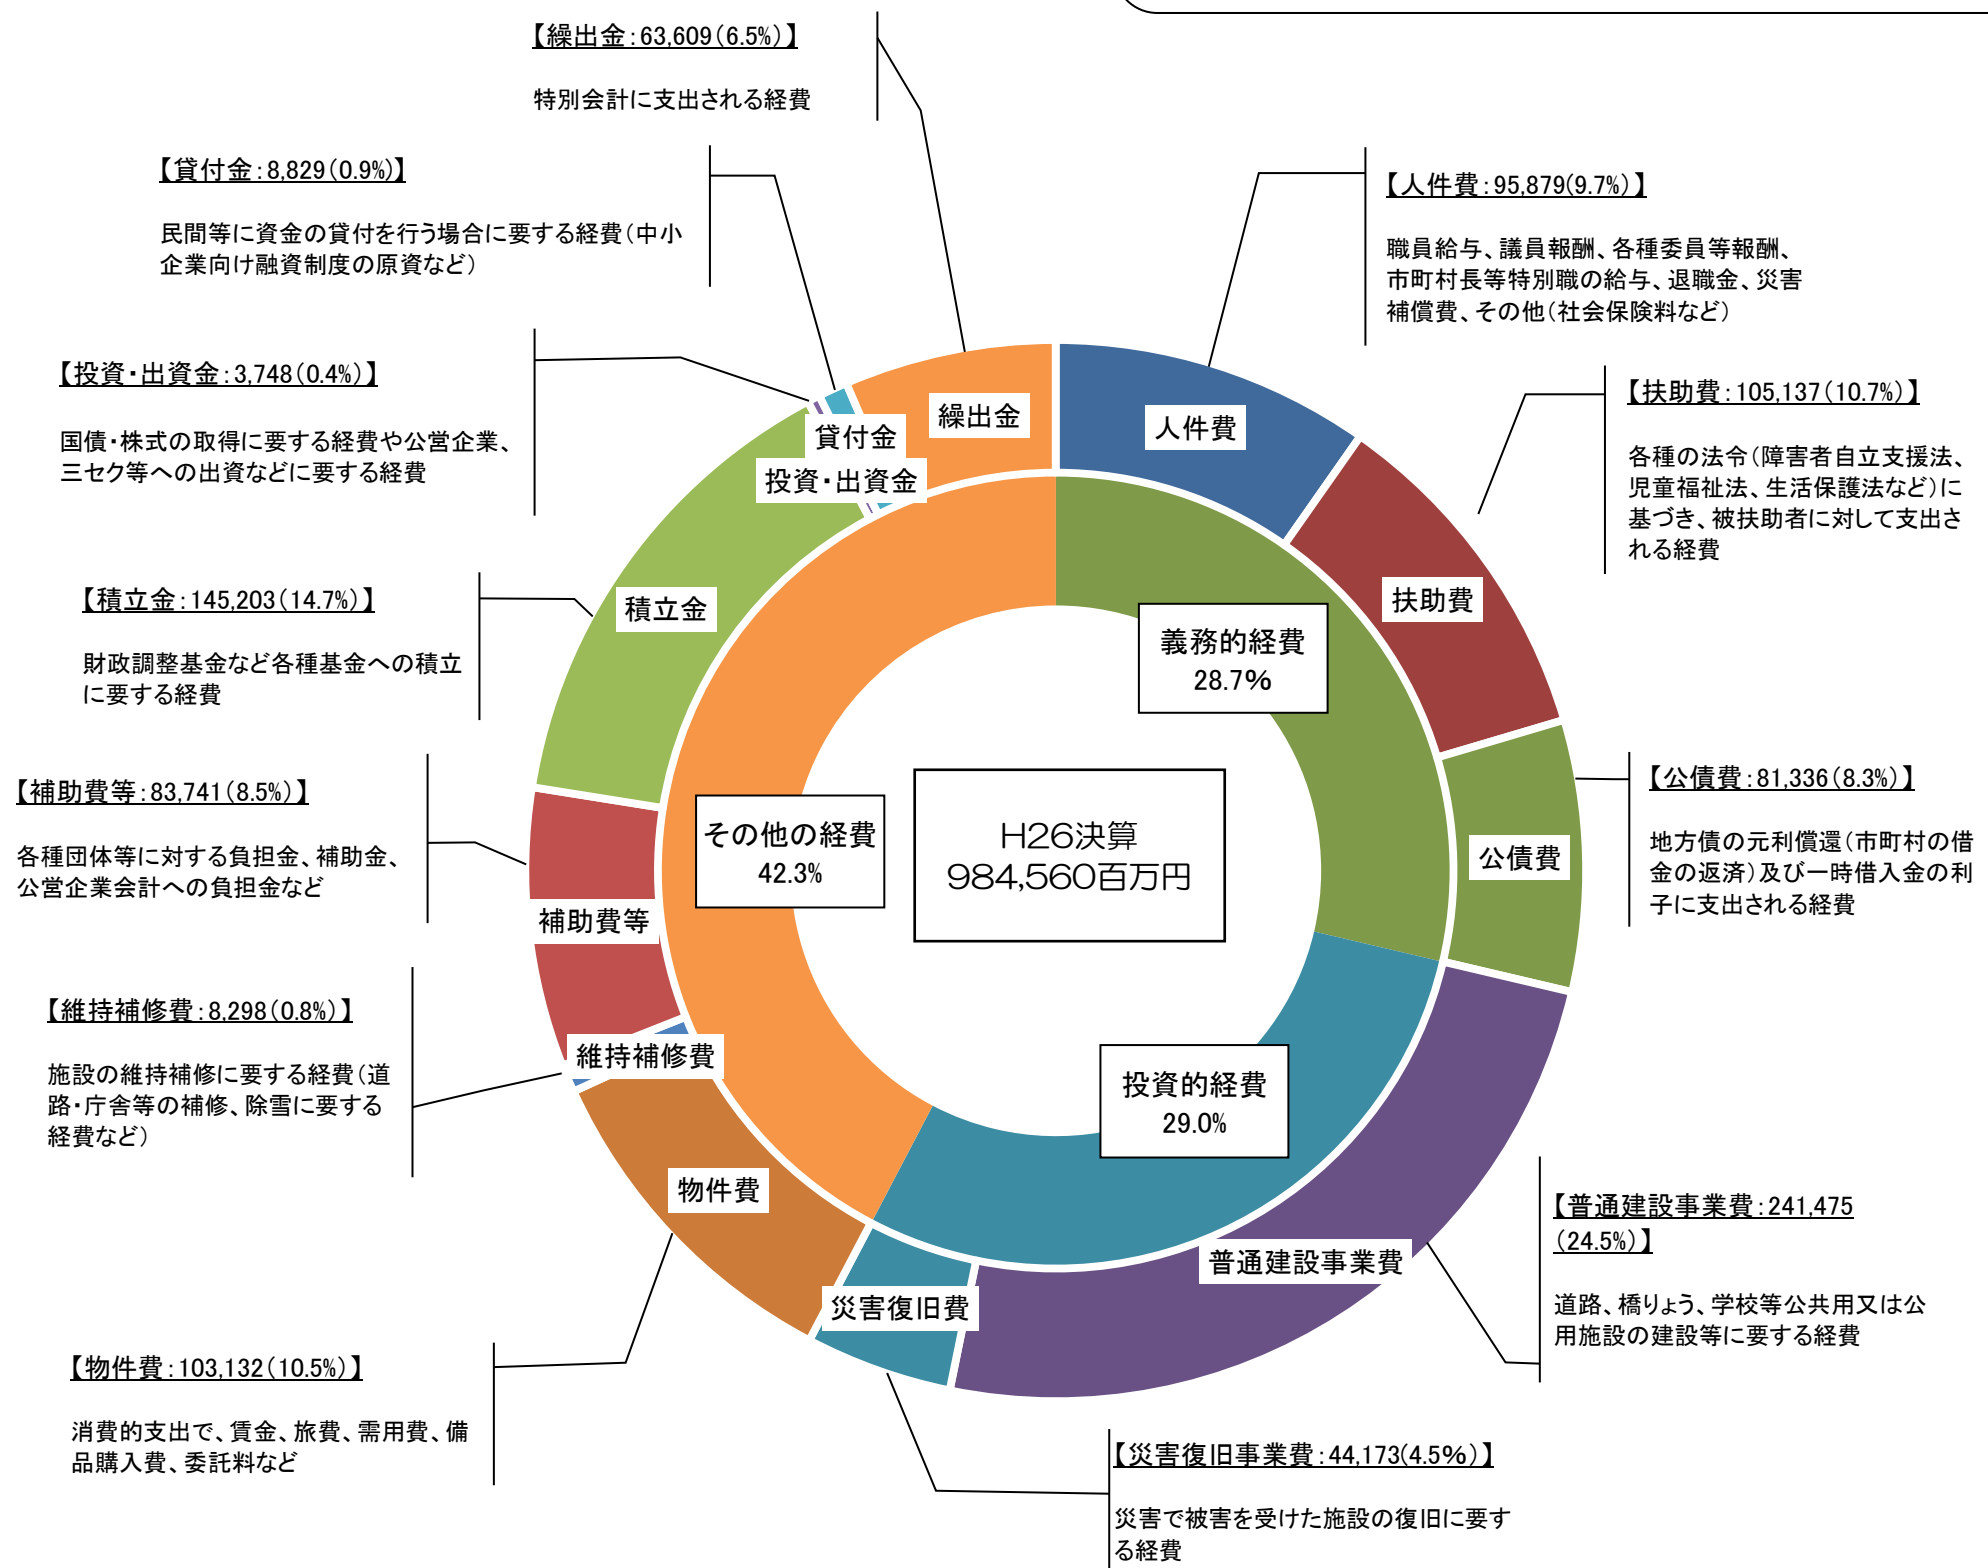 【繰出金：63,609(6.5%)】
特別会計に支出される経費
【貸付金：8,829(0.9%)】
民間等に資金の貸付を行う場合に要する経費（中小
企業向け融資制度の原資など）
【投資・出資金：3,748(0.4%)】
国債・株式の取得に要する経費や公営企業、
三セク等への出資などに要する経費
【積立金：145,203(14.7%)】
財政調整基金など各種基金への積立
に要する経費
【補助費等：83,741(8.5%)】
各種団体等に対する負担金、補助金、
公営企業会計への負担金など
【維持補修費：8,298(0.8%)】
施設の維持補修に要する経費（道
路・庁舎等の補修、除雪に要する
経費など）
【物件費：103,132(10.5%)】
消費的支出で、賃金、旅費、需用費、備
品購入費、委託料など
【人件費：95,879(9.7%)】
職員給与、議員報酬、各種委員等報酬、
市町村長等特別職の給与、退職金、災害
補償費、その他（社会保険料など）
【扶助費：105,137(10.7%)】
各種の法令（障害者自立支援法、
児童福祉法、生活保護法など）に
基づき、被扶助者に対して支出さ
れる経費
【公債費：81,336(8.3%)】
地方債の元利償還（市町村の借
金の返済）及び一時借入金の利
子に支出される経費
【普通建設事業費：241,475
(24.5%)】
道路、橋りょう、学校等公共用又は公
用施設の建設等に要する経費
【災害復旧事業費：44,173(4.5%)】
災害で被害を受けた施設の復旧に要す
る経費
繰出金
人件費
貸付金
投資・出資金
積立金
扶助費
義務的経費
28.7%
その他の経費
42.3%
H26決算
984,560百万円
公債費
補助費等
維持補修費
投資的経費
29.0%
物件費
普通建設事業費
災害復旧費